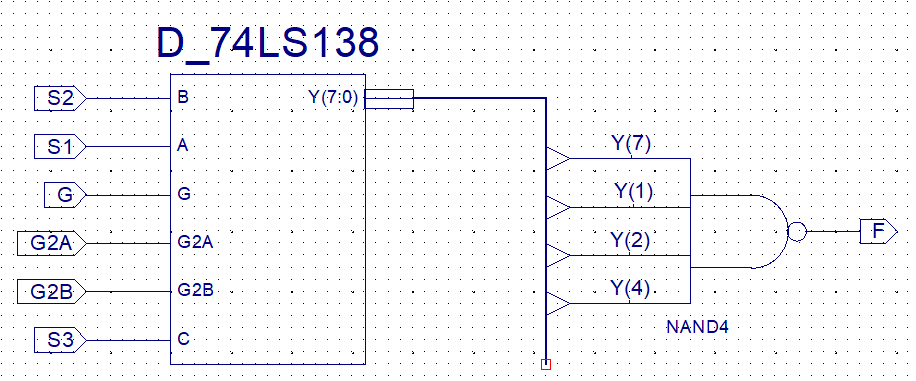 D_74LS138
S2
B
Y(7:0)
S1
A
Y(7)
G
G
Y(1)
F
G2A
G2A
Y(2)
G2B
G2B
Y(4)
S3
C
NAND4